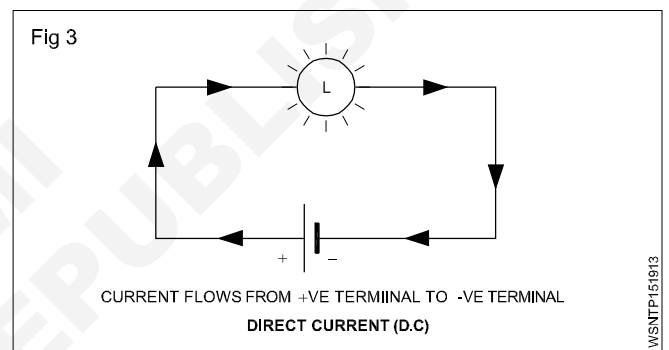 Fig 3
L
+ –
CURRENT FLOWS FROM +VE TERMIINAL TO -VE TERMINAL
DIRECT CURRENT (D.C)
WSNTP151913